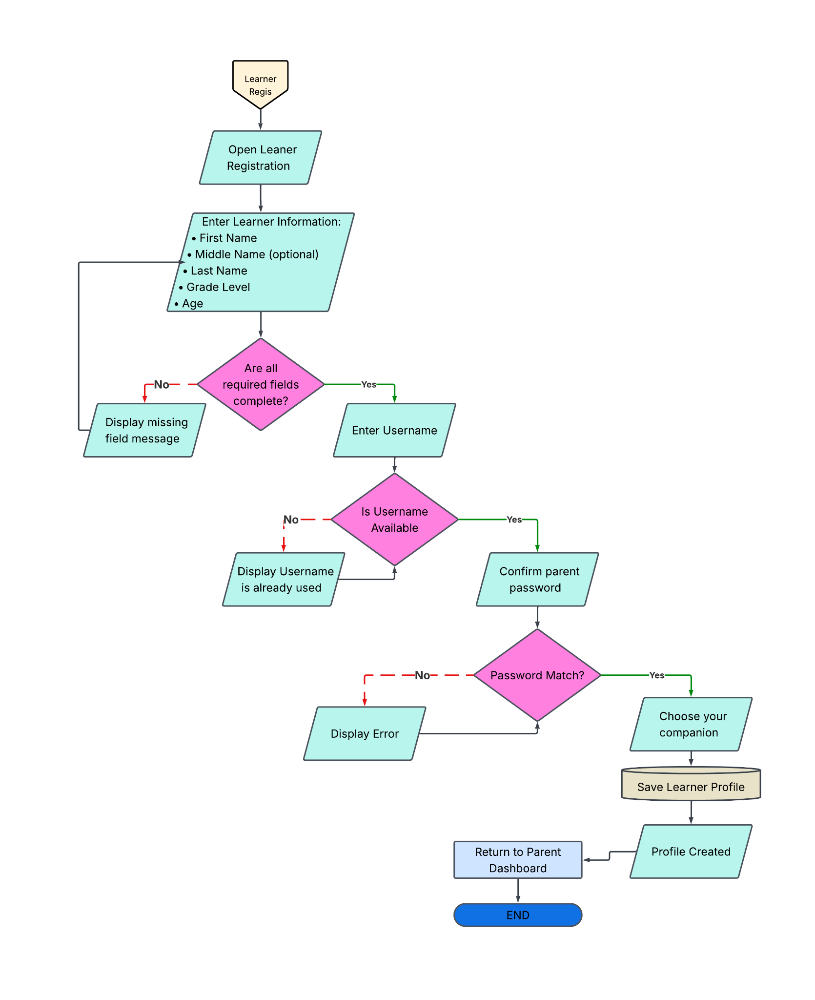 Learner
Regis
Open Leaner
Registration
Enter Learner Information:
• First Name
• Middle Name (optional)
• Last Name
• Grade Level
• Age
Are all
required fields
complete?
No
Yes
Display missing
field message
Enter Username
Is Username
Available
No
Yes
Display Username
is already used
Confirm parent
password
Password Match?
No
Yes
Display Error
Choose your
companion
Save Learner Profile
Profile Created
Return to Parent
Dashboard
END